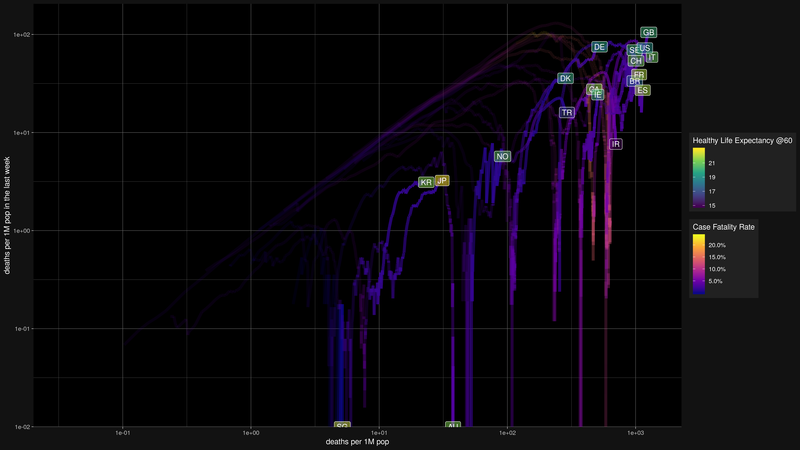 GB
DE
US
SE
IT
CH
DK
FR
BR
ES
CA
IE
TR
IR
NO
KR
JP
SG
AU
1e+02
1e+01
1e+00
1e-01
1e-02
deaths per 1M pop in the last week
1e-01
1e+00
1e+01
1e+02
1e+03
deaths per 1M pop
Healthy Life Expectancy @60
21
19
17
15
Case Fatality Rate
20.0%
15.0%
10.0%
5.0%